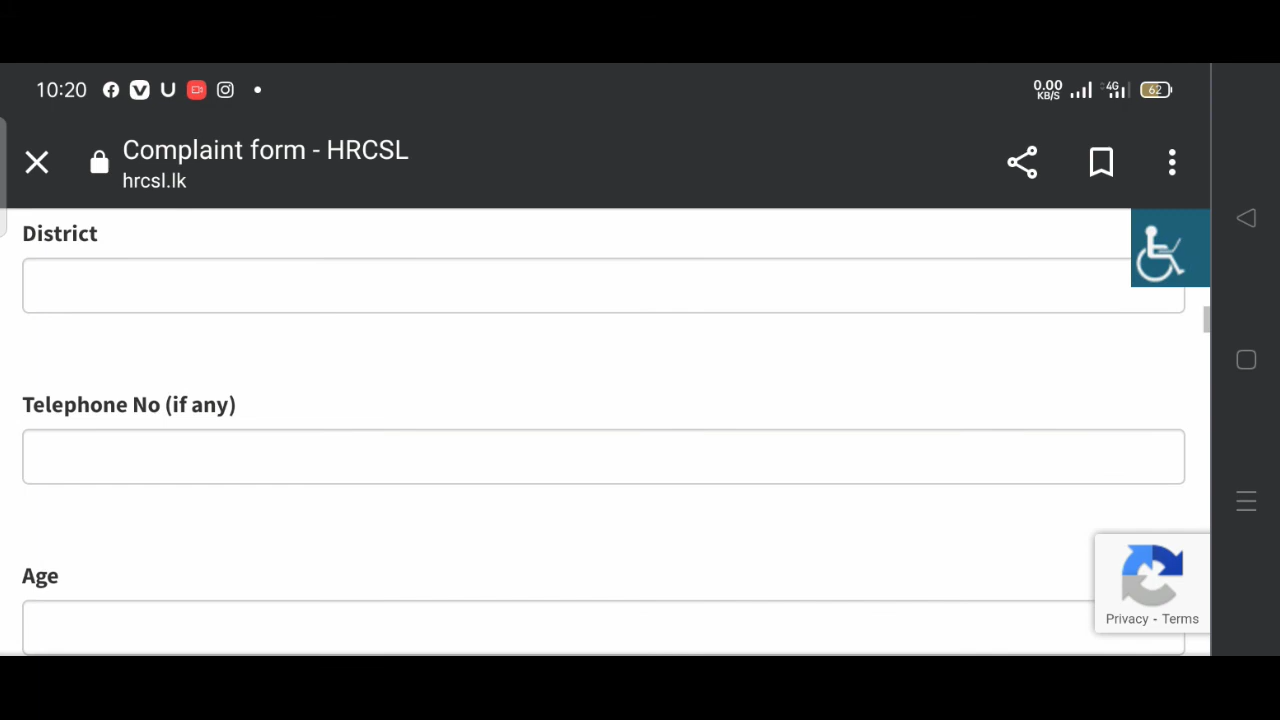 10:20
0.00
KB/S
4G
62
Complaint form - HRCSL
hrcsl.lk
District
Telephone No (if any)
Age
Privacy - Terms